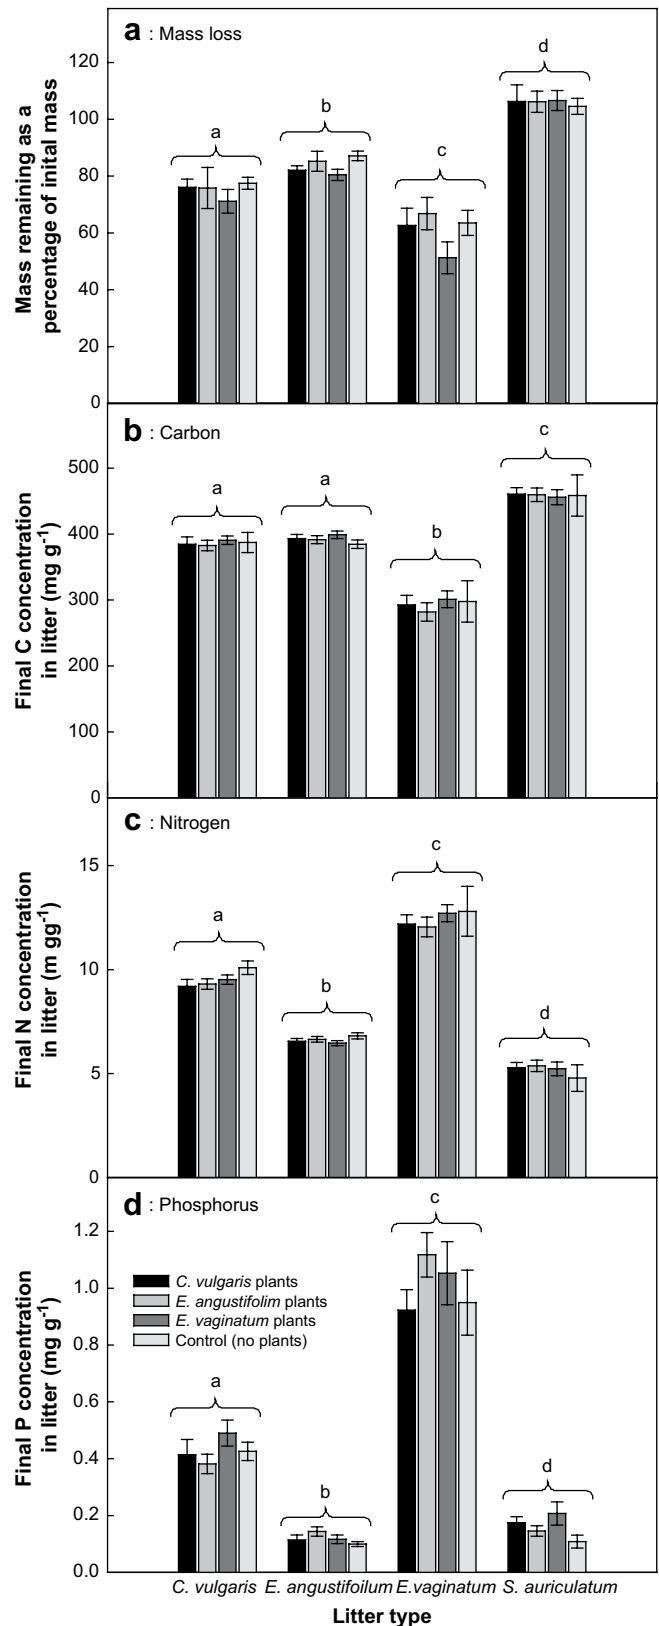 a : Mass loss
Mass remaining as a
percentage of inital mass
120
100
80
60
40
20
0
a
b
c
d
b : Carbon
Final C concentration
in litter (mg g-1)
500
400
300
200
100
0
a
a
b
c
c : Nitrogen
Final N concentration
in litter (m gg-1)
15
10
5
0
a
b
c
d
d : Phosphorus
Final P concentration
in litter (mg g-1)
1.2
1.0
0.8
0.6
0.4
0.2
0.0
C. vulgaris plants
E. angustifolim plants
E. vaginatum plants
Control (no plants)
a
b
c
d
C. vulgaris E. angustifoilum E.vaginatum S. auriculatum
Litter type